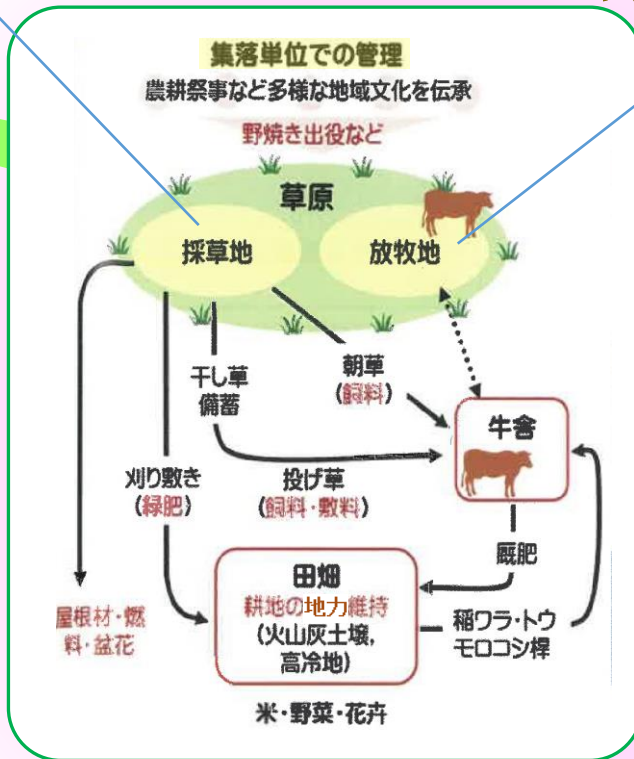 集落単位での管理
農耕祭事など多様な地域文化を伝承
野焼き出役など
草原
採草地
放牧地
朝草
(飼料)
干し草
備蓄
牛舎
刈り敷き
(緑肥)
投げ草
(飼料・敷料)
厩肥
田畑
耕地の地力維持
(火山灰土壌,
高冷地)
屋根材・燃
料・盆花
稲ワラ・トウ
モロコシ桿
米・野菜・花卉